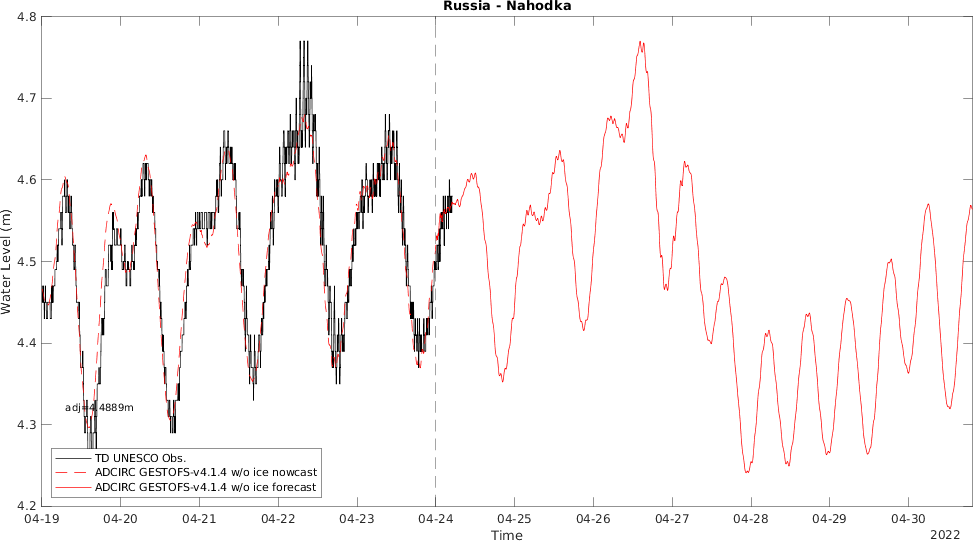 Russia - Nahodka
Water Level (m)
4.8
4.7
4.6
4.5
4.4
4.3
4.2
adj=4.4889m
TD UNESCO Obs.
ADCIRC GESTOFS-v4.1.4 w/o ice nowcast
ADCIRC GESTOFS-v4.1.4 w/o ice forecast
04-19 04-20 04-21 04-22 04-23 04-24 04-25 04-26 04-27 04-28 04-29 04-30
Time
2022